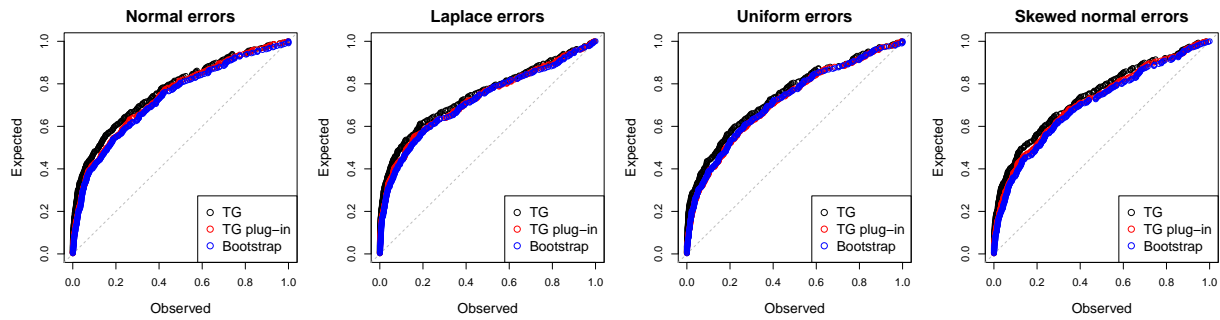 Normal errors
Expected
1.0
0.8
0.6
0.4
0.2
0.0
TG
TG plug−in
Bootstrap
0.0 0.2 0.4 0.6 0.8 1.0
Observed
Laplace errors
Expected
1.0
0.8
0.6
0.4
0.2
0.0
TG
TG plug−in
Bootstrap
0.0 0.2 0.4 0.6 0.8 1.0
Observed
Uniform errors
Expected
1.0
0.8
0.6
0.4
0.2
0.0
TG
TG plug−in
Bootstrap
0.0 0.2 0.4 0.6 0.8 1.0
Observed
Skewed normal errors
Expected
1.0
0.8
0.6
0.4
0.2
0.0
TG
TG plug−in
Bootstrap
0.0 0.2 0.4 0.6 0.8 1.0
Observed